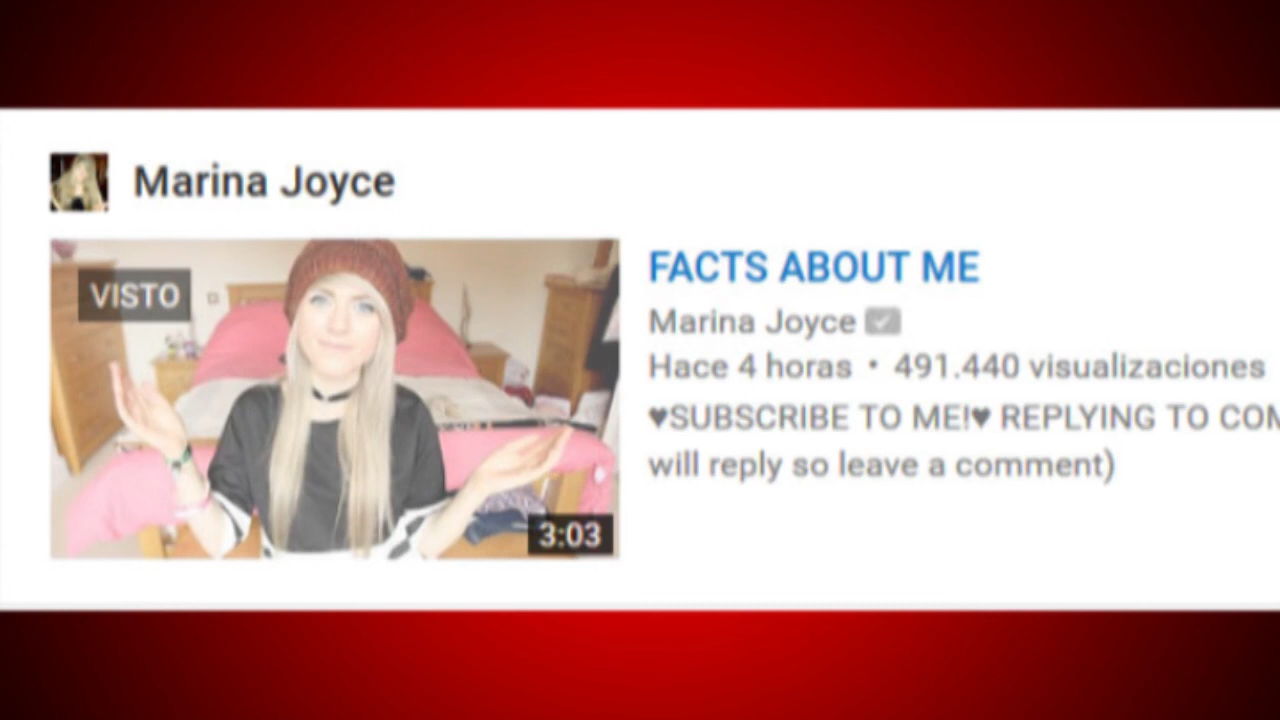 Marina Joyce
VISTO
3:03
FACTS ABOUT ME
Marina Joyce
Hace 4 horas • 491.440 visualizaciones
♥SUBSCRIBE TO ME!♥ REPLYING TO
will reply so leave a comment)